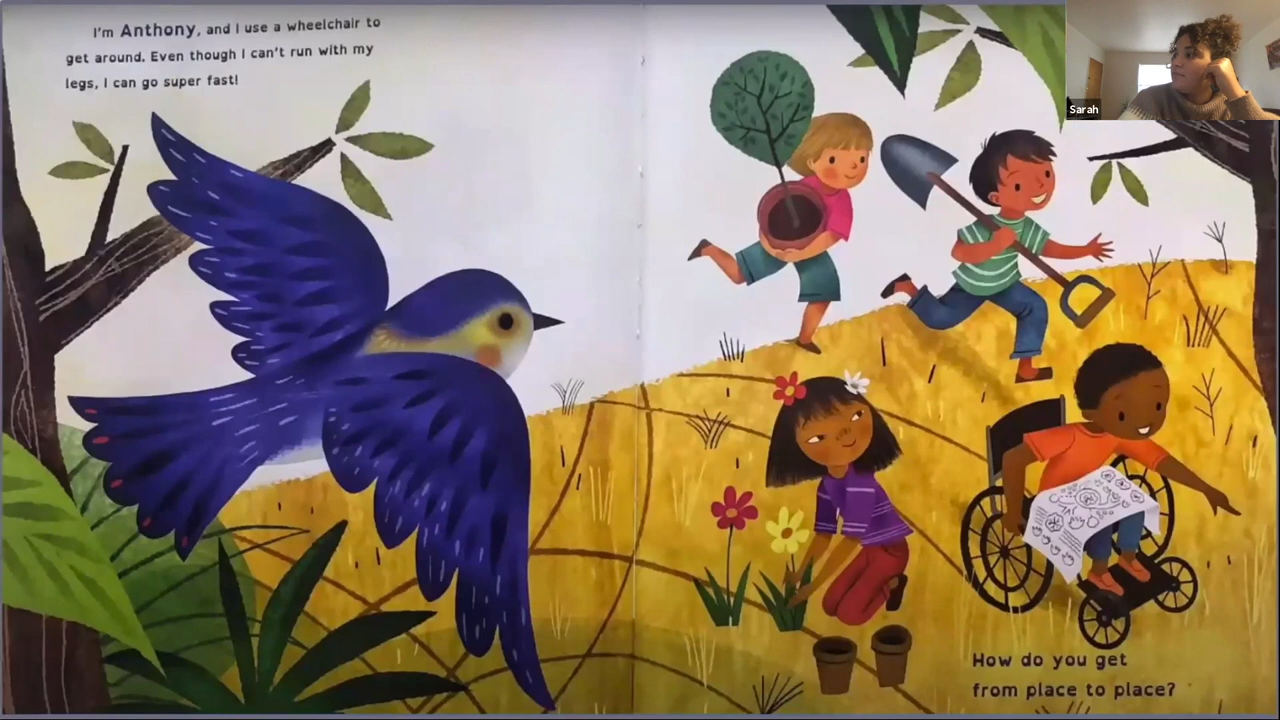 I'm Anthony, and I use a wheelchair to
get around. Even though I can't run with my
legs, I can go super fast!
Sarah
How do you get
from place to place?